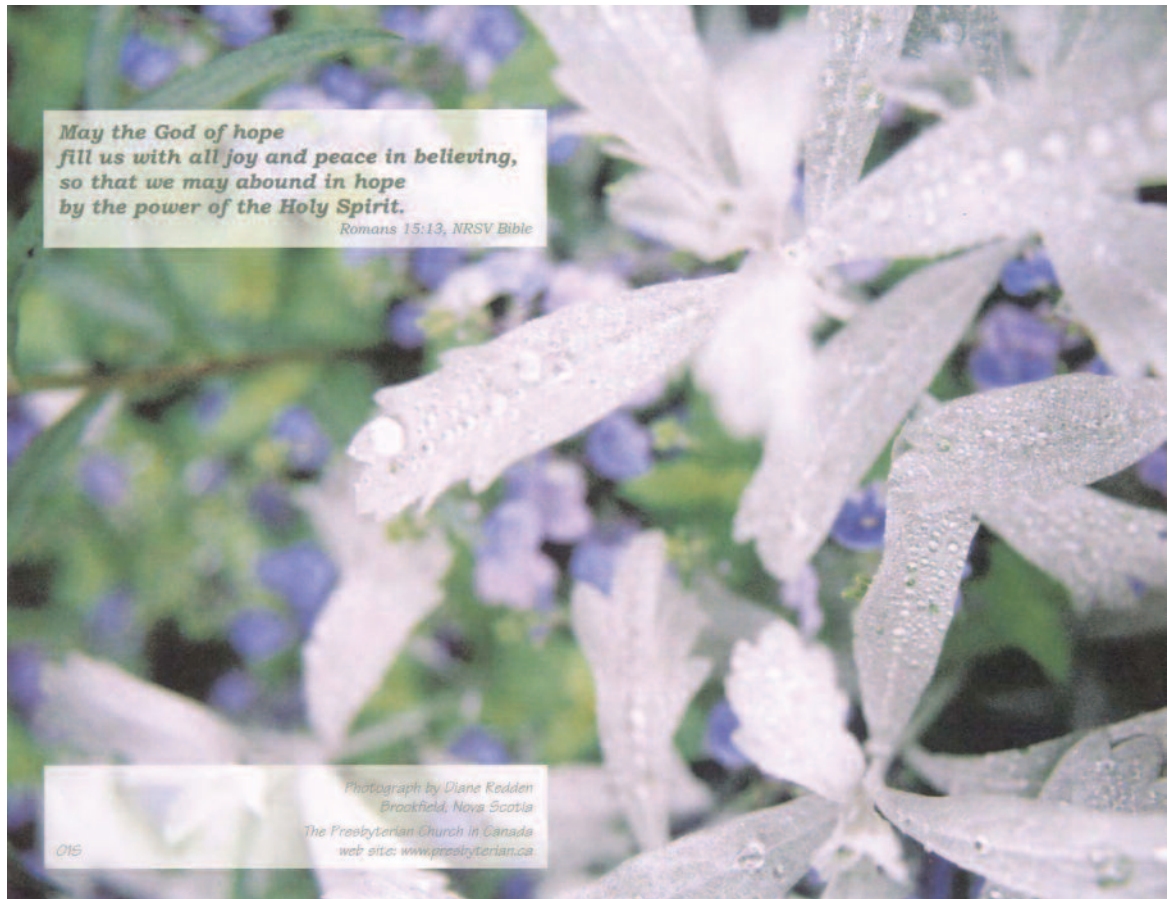 May the God of hope
fill us with all joy and peace in believing,
so that we may abound in hope
by the power of the Holy Spirit.
Romans 15:13, NRSV Bible
Photograph by Diane Redden
Brookfield, Nova Scotia
The Presbyterian Church in Canada
web site: www.presbyterian.ca